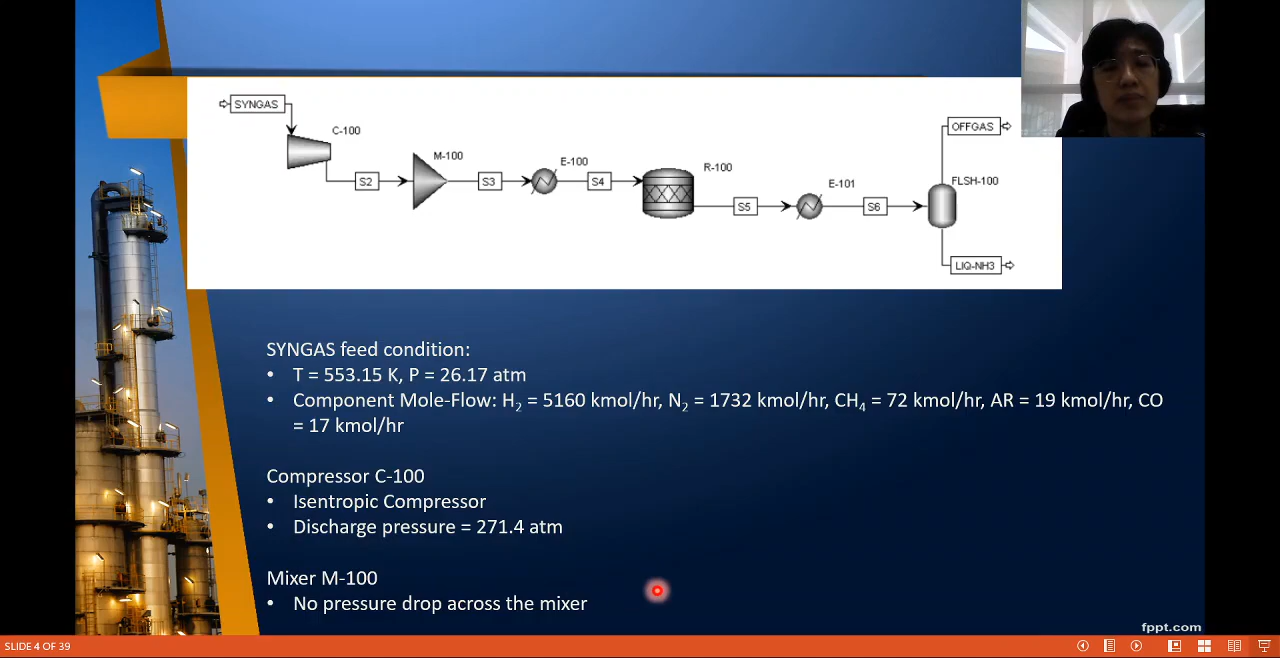 SYNGAS
C-100
M-100
E-100
R-100
OFFGAS
S2
S3
S4
E-101
FLSH-100
S5
S6
LIQ-NH3
SYNGAS feed condition:
• T = 553.15 K, P = 26.17 atm
• Component Mole-Flow: H₂ = 5160 kmol/hr, N₂ = 1732 kmol/hr, CH₄ = 72 kmol/hr, AR = 19 kmol/hr, CO
= 17 kmol/hr
Compressor C-100
• Isentropic Compressor
• Discharge pressure = 271.4 atm
Mixer M-100
• No pressure drop across the mixer
fppt.com
SLIDE 4 OF 39